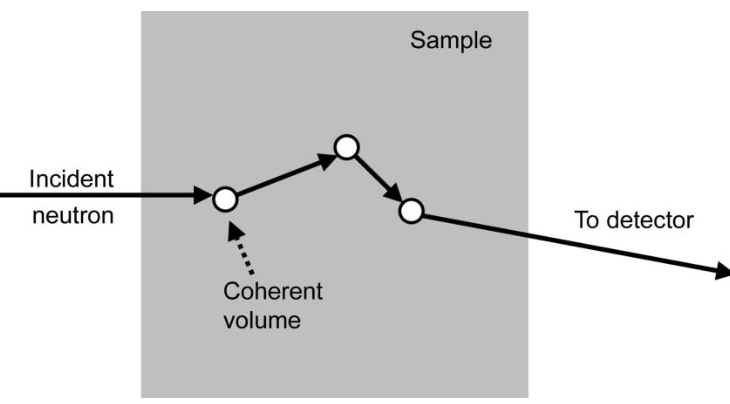 Sample
Incident
neutron
To detector
Coherent
volume